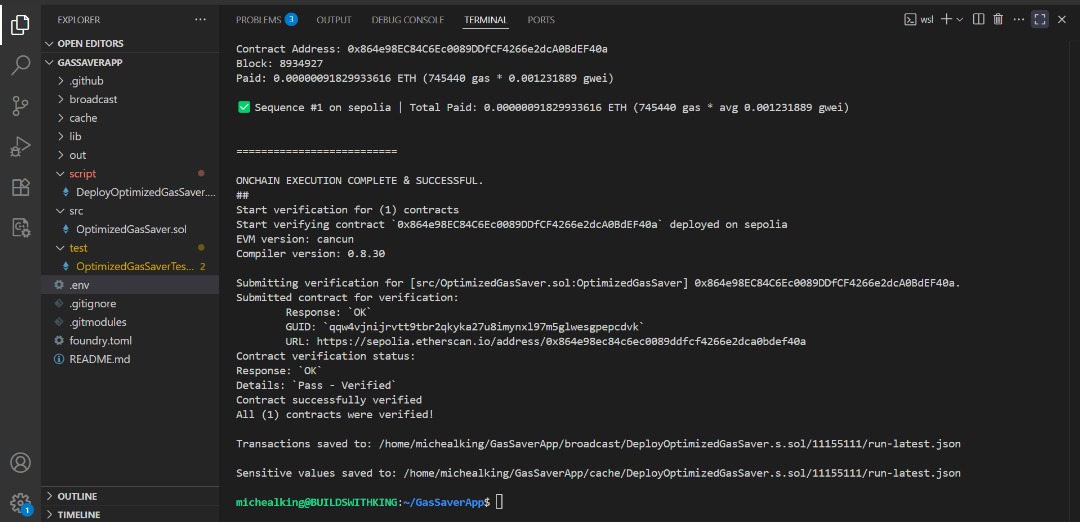 EXPLORER
OPEN EDITORS
GASSAVERAPP
.github
broadcast
cache
lib
out
script
DeployOptimizedGasSaver....
src
OptimizedGasSaver.sol
test
OptimizedGasSaverTes... 2
.env
.gitignore
.gitmodules
foundry.toml
README.md
OUTLINE
TIMELINE
1
PROBLEMS 3 OUTPUT DEBUG CONSOLE TERMINAL PORTS
wsl
Contract Address: 0x864e98EC84C6Ec0089DDfCF4266e2dcA0BdEF40a
Block: 8934927
Paid: 0.00000091829933616 ETH (745440 gas * 0.001231889 gwei)
✅ Sequence #1 on sepolia | Total Paid: 0.00000091829933616 ETH (745440 gas * avg 0.001231889 gwei)
==========================
ONCHAIN EXECUTION COMPLETE & SUCCESSFUL.
##
Start verification for (1) contracts
Start verifying contract `0x864e98EC84C6Ec0089DDfCF4266e2dcA0BdEF40a` deployed on sepolia
EVM version: cancun
Compiler version: 0.8.30
Submitting verification for [src/OptimizedGasSaver.sol:OptimizedGasSaver] 0x864e98EC84C6Ec0089DDfCF4266e2dcA0BdEF40a.
Submitted contract for verification:
Response: `OK`
GUID: `qqw4vjnijrvtt9tbr2qkyka27u8imynxl97m5glwesgpepcdvk`
URL: https://sepolia.etherscan.io/address/0x864e98ec84c6ec0089ddfcf4266e2dca0bdef40a
Contract verification status:
Response: `OK`
Details: `Pass - Verified`
Contract successfully verified
All (1) contracts were verified!
Transactions saved to: /home/michealking/GasSaverApp/broadcast/DeployOptimizedGasSaver.s.sol/11155111/run-latest.json
Sensitive values saved to: /home/michealking/GasSaverApp/cache/DeployOptimizedGasSaver.s.sol/11155111/run-latest.json
michealking@BUILDSWITHKING:~/GasSaverApp$